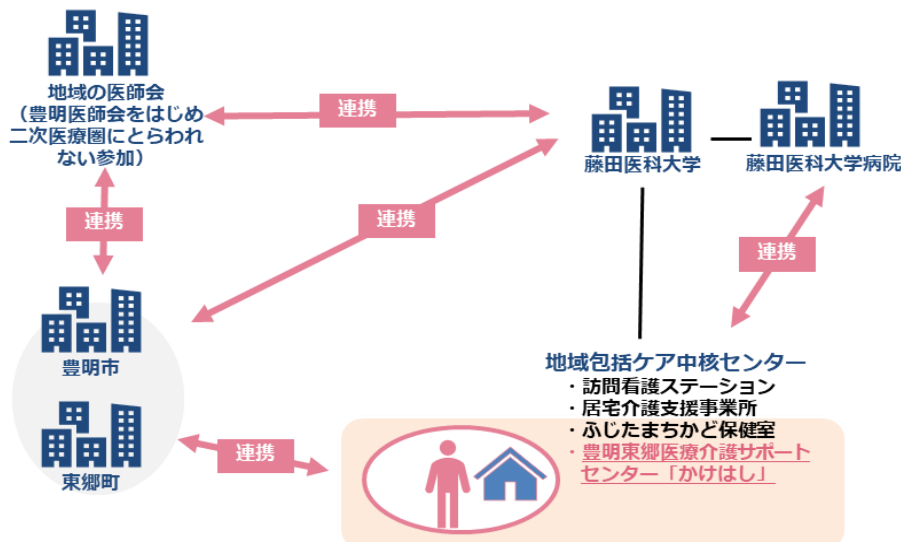 地域の医師会
（豊明医師会をはじめ
二次医療圏にとらわれ
ない参加）
連携
藤田医科大学
藤田医科大学病院
連携
連携
連携
豊明市
東郷町
連携
地域包括ケア中核センター
・訪問看護ステーション
・居宅介護支援事業所
・ふじたまちかど保健室
・豊明東郷医療介護サポート
センター「かけはし」